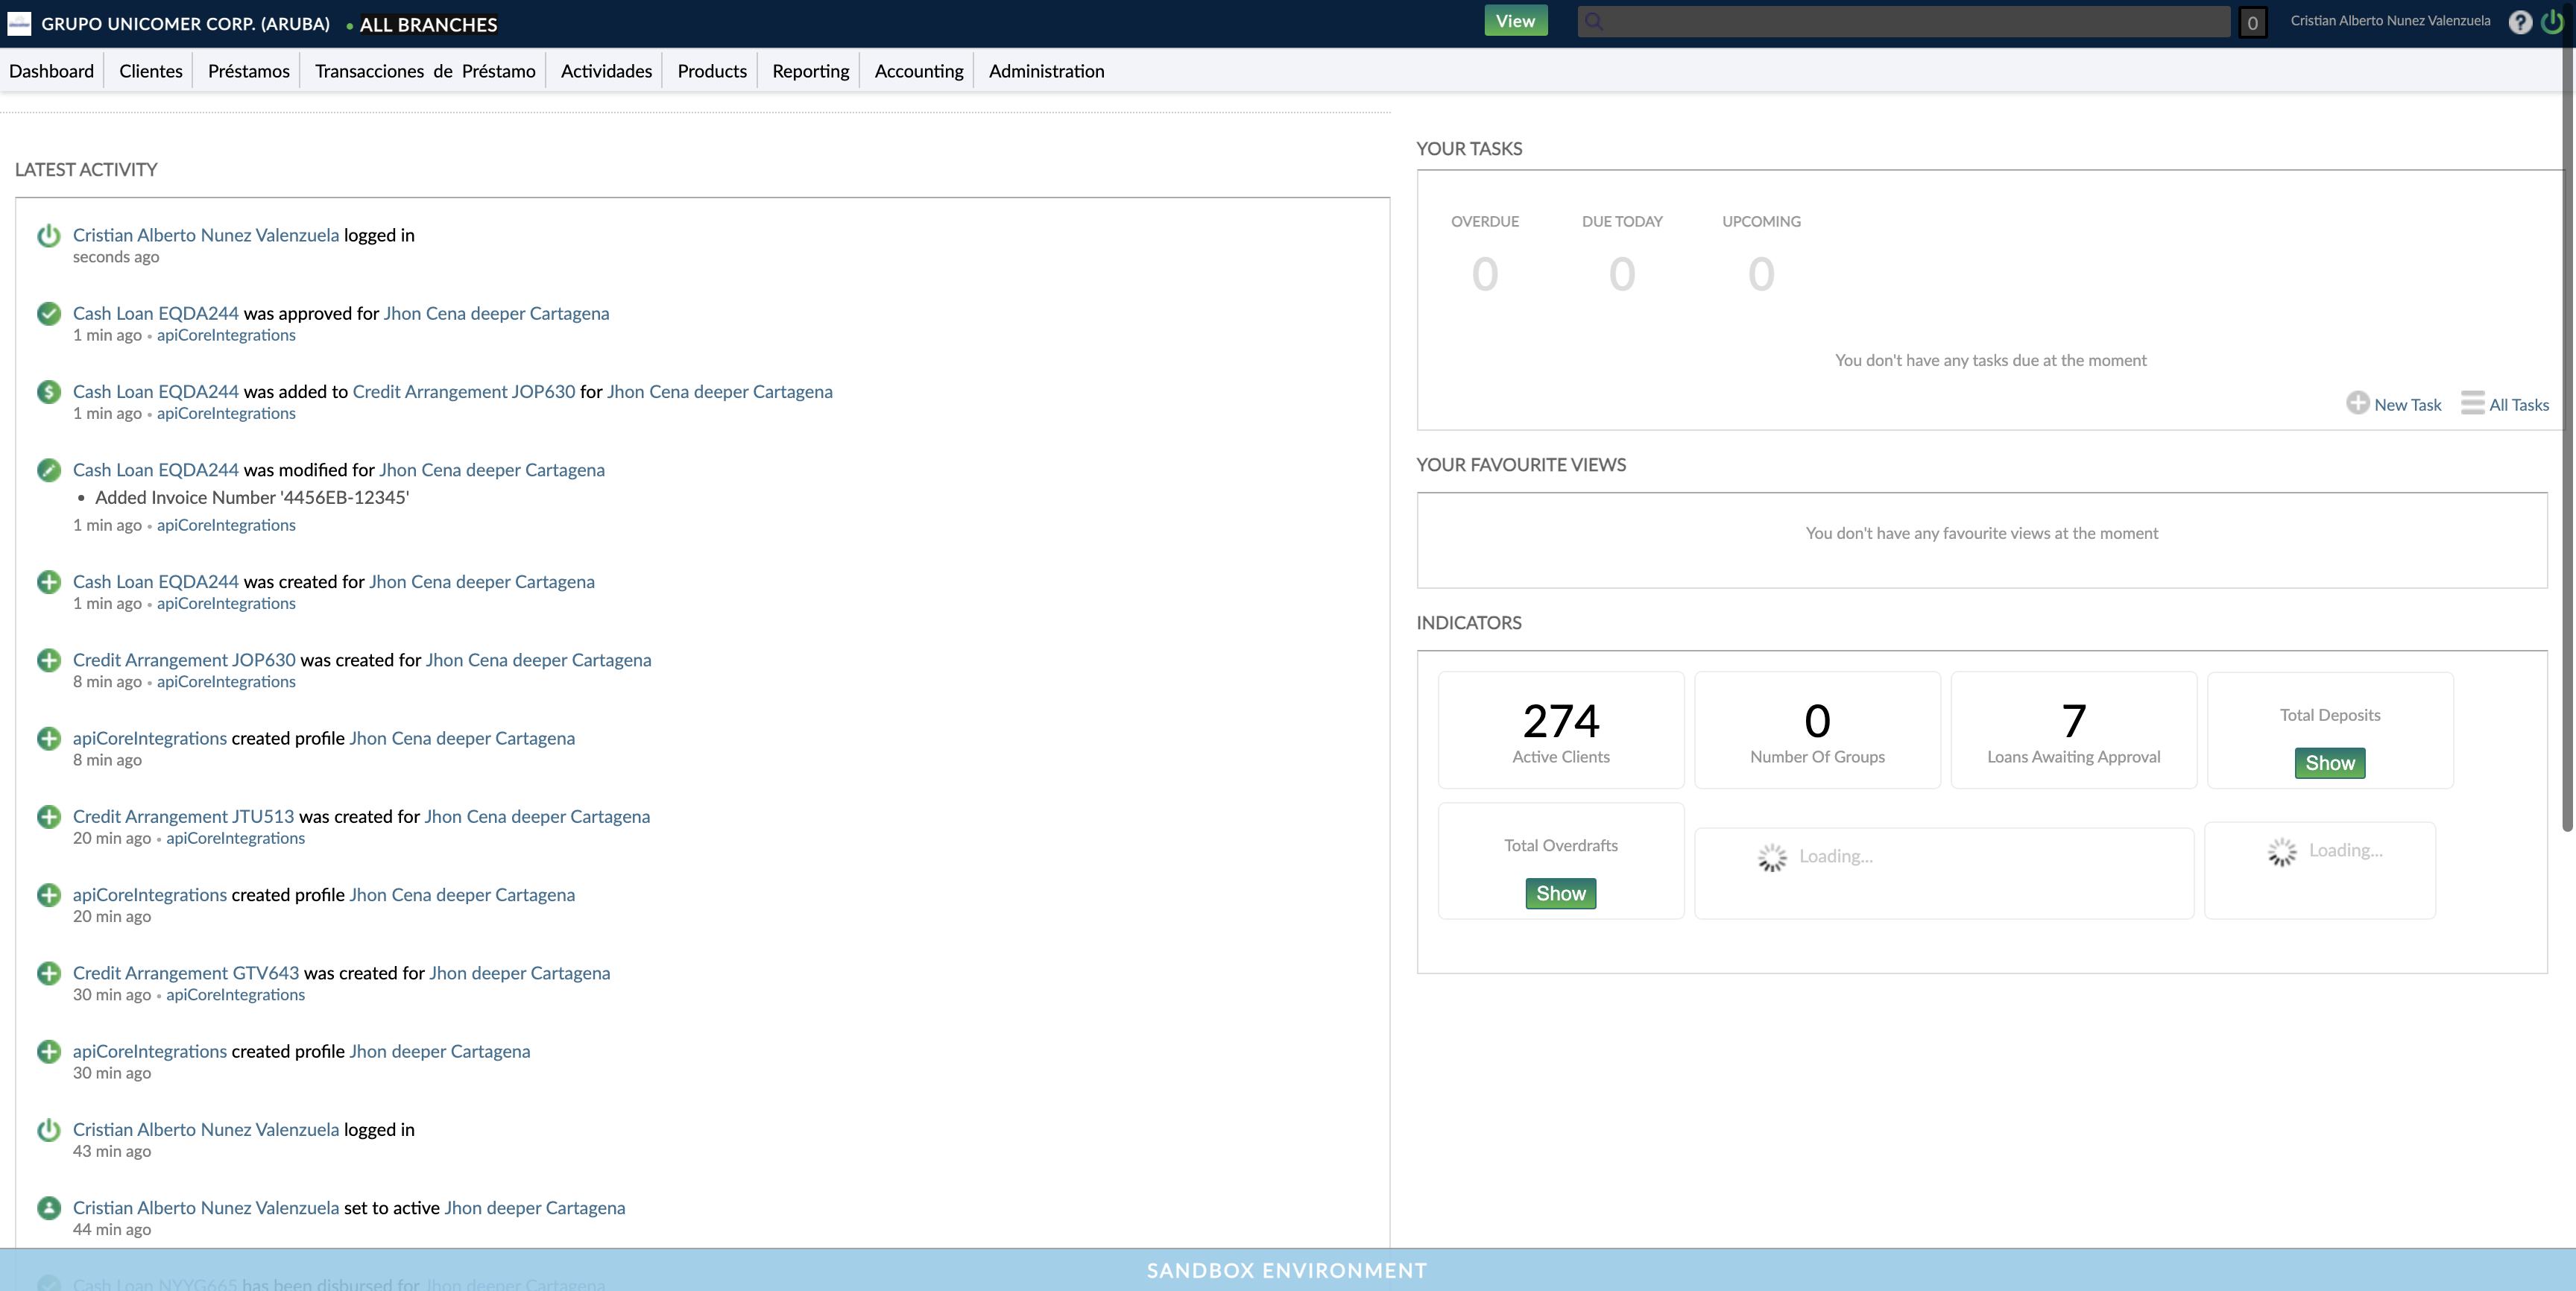 GRUPO UNICOMER CORP. (ARUBA) • ALL BRANCHES
View
0
Cristian Alberto Nunez Valenzuela
?
Dashboard
Clientes
Préstamos
Transacciones de Préstamo
Actividades
Products
Reporting
Accounting
Administration
LATEST ACTIVITY
Cristian Alberto Nunez Valenzuela logged in
seconds ago
Cash Loan EQDA244 was approved for Jhon Cena deeper Cartagena
1 min ago • apiCoreIntegrations
Cash Loan EQDA244 was added to Credit Arrangement JOP630 for Jhon Cena deeper Cartagena
1 min ago • apiCoreIntegrations
Cash Loan EQDA244 was modified for Jhon Cena deeper Cartagena
• Added Invoice Number '4456EB-12345'
1 min ago • apiCoreIntegrations
Cash Loan EQDA244 was created for Jhon Cena deeper Cartagena
1 min ago • apiCoreIntegrations
Credit Arrangement JOP630 was created for Jhon Cena deeper Cartagena
8 min ago • apiCoreIntegrations
apiCoreIntegrations created profile Jhon Cena deeper Cartagena
8 min ago
Credit Arrangement JTU513 was created for Jhon Cena deeper Cartagena
20 min ago • apiCoreIntegrations
apiCoreIntegrations created profile Jhon Cena deeper Cartagena
20 min ago
Credit Arrangement GTV643 was created for Jhon deeper Cartagena
30 min ago • apiCoreIntegrations
apiCoreIntegrations created profile Jhon deeper Cartagena
30 min ago
Cristian Alberto Nunez Valenzuela logged in
43 min ago
Cristian Alberto Nunez Valenzuela set to active Jhon deeper Cartagena
44 min ago
Cash Loan NYYG665 has been disbursed for Jhon deeper Cartagena
YOUR TASKS
OVERDUE
DUE TODAY
UPCOMING
0
0
0
You don't have any tasks due at the moment
New Task
All Tasks
YOUR FAVOURITE VIEWS
You don't have any favourite views at the moment
INDICATORS
274
Active Clients
0
Number Of Groups
7
Loans Awaiting Approval
Total Deposits
Show
Total Overdrafts
Show
Loading...
Loading...
SANDBOX ENVIRONMENT